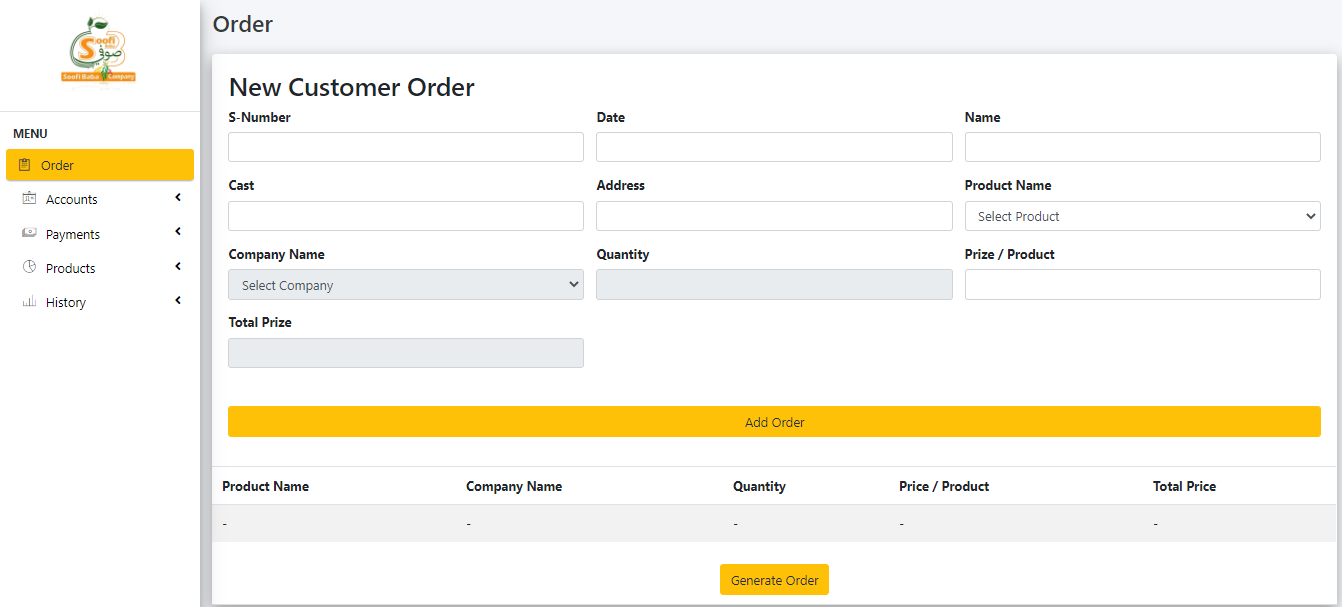 Soofi
صوفی
Soofi Baba Company
Order
MENU
Order
Accounts
Payments
Products
History
New Customer Order
S-Number Date Name
Cast Address Product Name
Select Product
Company Name Quantity Prize / Product
Select Company
Total Prize
Add Order
Product Name Company Name Quantity Price / Product Total Price
- - - - -
Generate Order